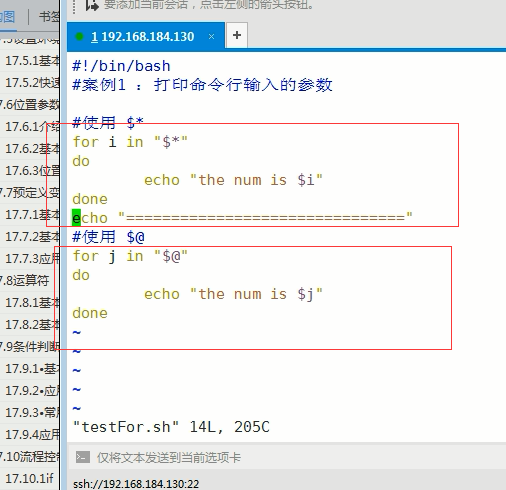 要添加当前会话，点击左侧的箭头按钮。
书签
1 192.168.184.130 × +
17.5.1基本
17.5.2快速
7.6位置参数
17.6.1介绍
17.6.2基本
17.6.3位置
7.7预定义变
17.7.1基本
17.7.2基本
17.7.3应用
7.8运算符
17.8.1基本
17.8.2基本
7.9条件判断
17.9.1•基本
17.9.2•应用
17.9.3•常用
17.9.4应用
7.10流程控制
17.10.1if
#!/bin/bash
#案例1 ：打印命令行输入的参数
#使用 $*
for i in "$*"
do
echo "the num is $i"
done
echo "==============================="
#使用 $@
for j in "$@"
do
echo "the num is $j"
done
~
~
~
~
~
"testFor.sh" 14L, 205C
仅将文本发送到当前选项卡
ssh://192.168.184.130:22